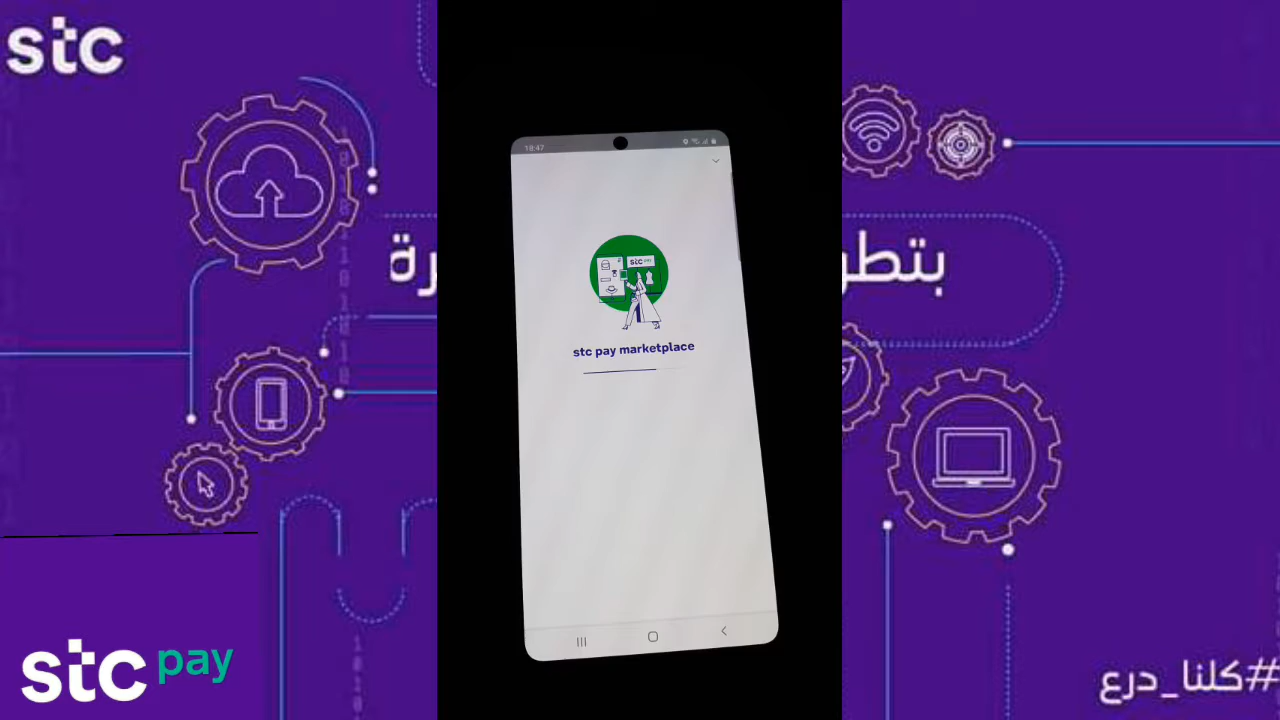 stc
18:47
stc pay
stc pay marketplace
stc pay
#كلنا_درع